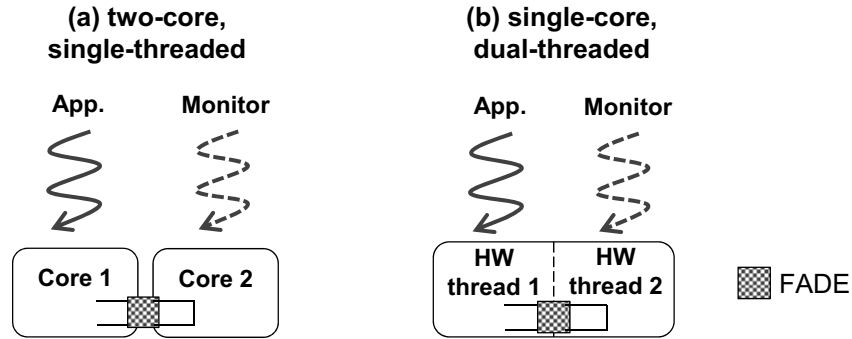 (a) two-core,
single-threaded
App.
Monitor
Core 1
Core 2
(b) single-core,
dual-threaded
App.
Monitor
HW
thread 1
HW
thread 2
FADE